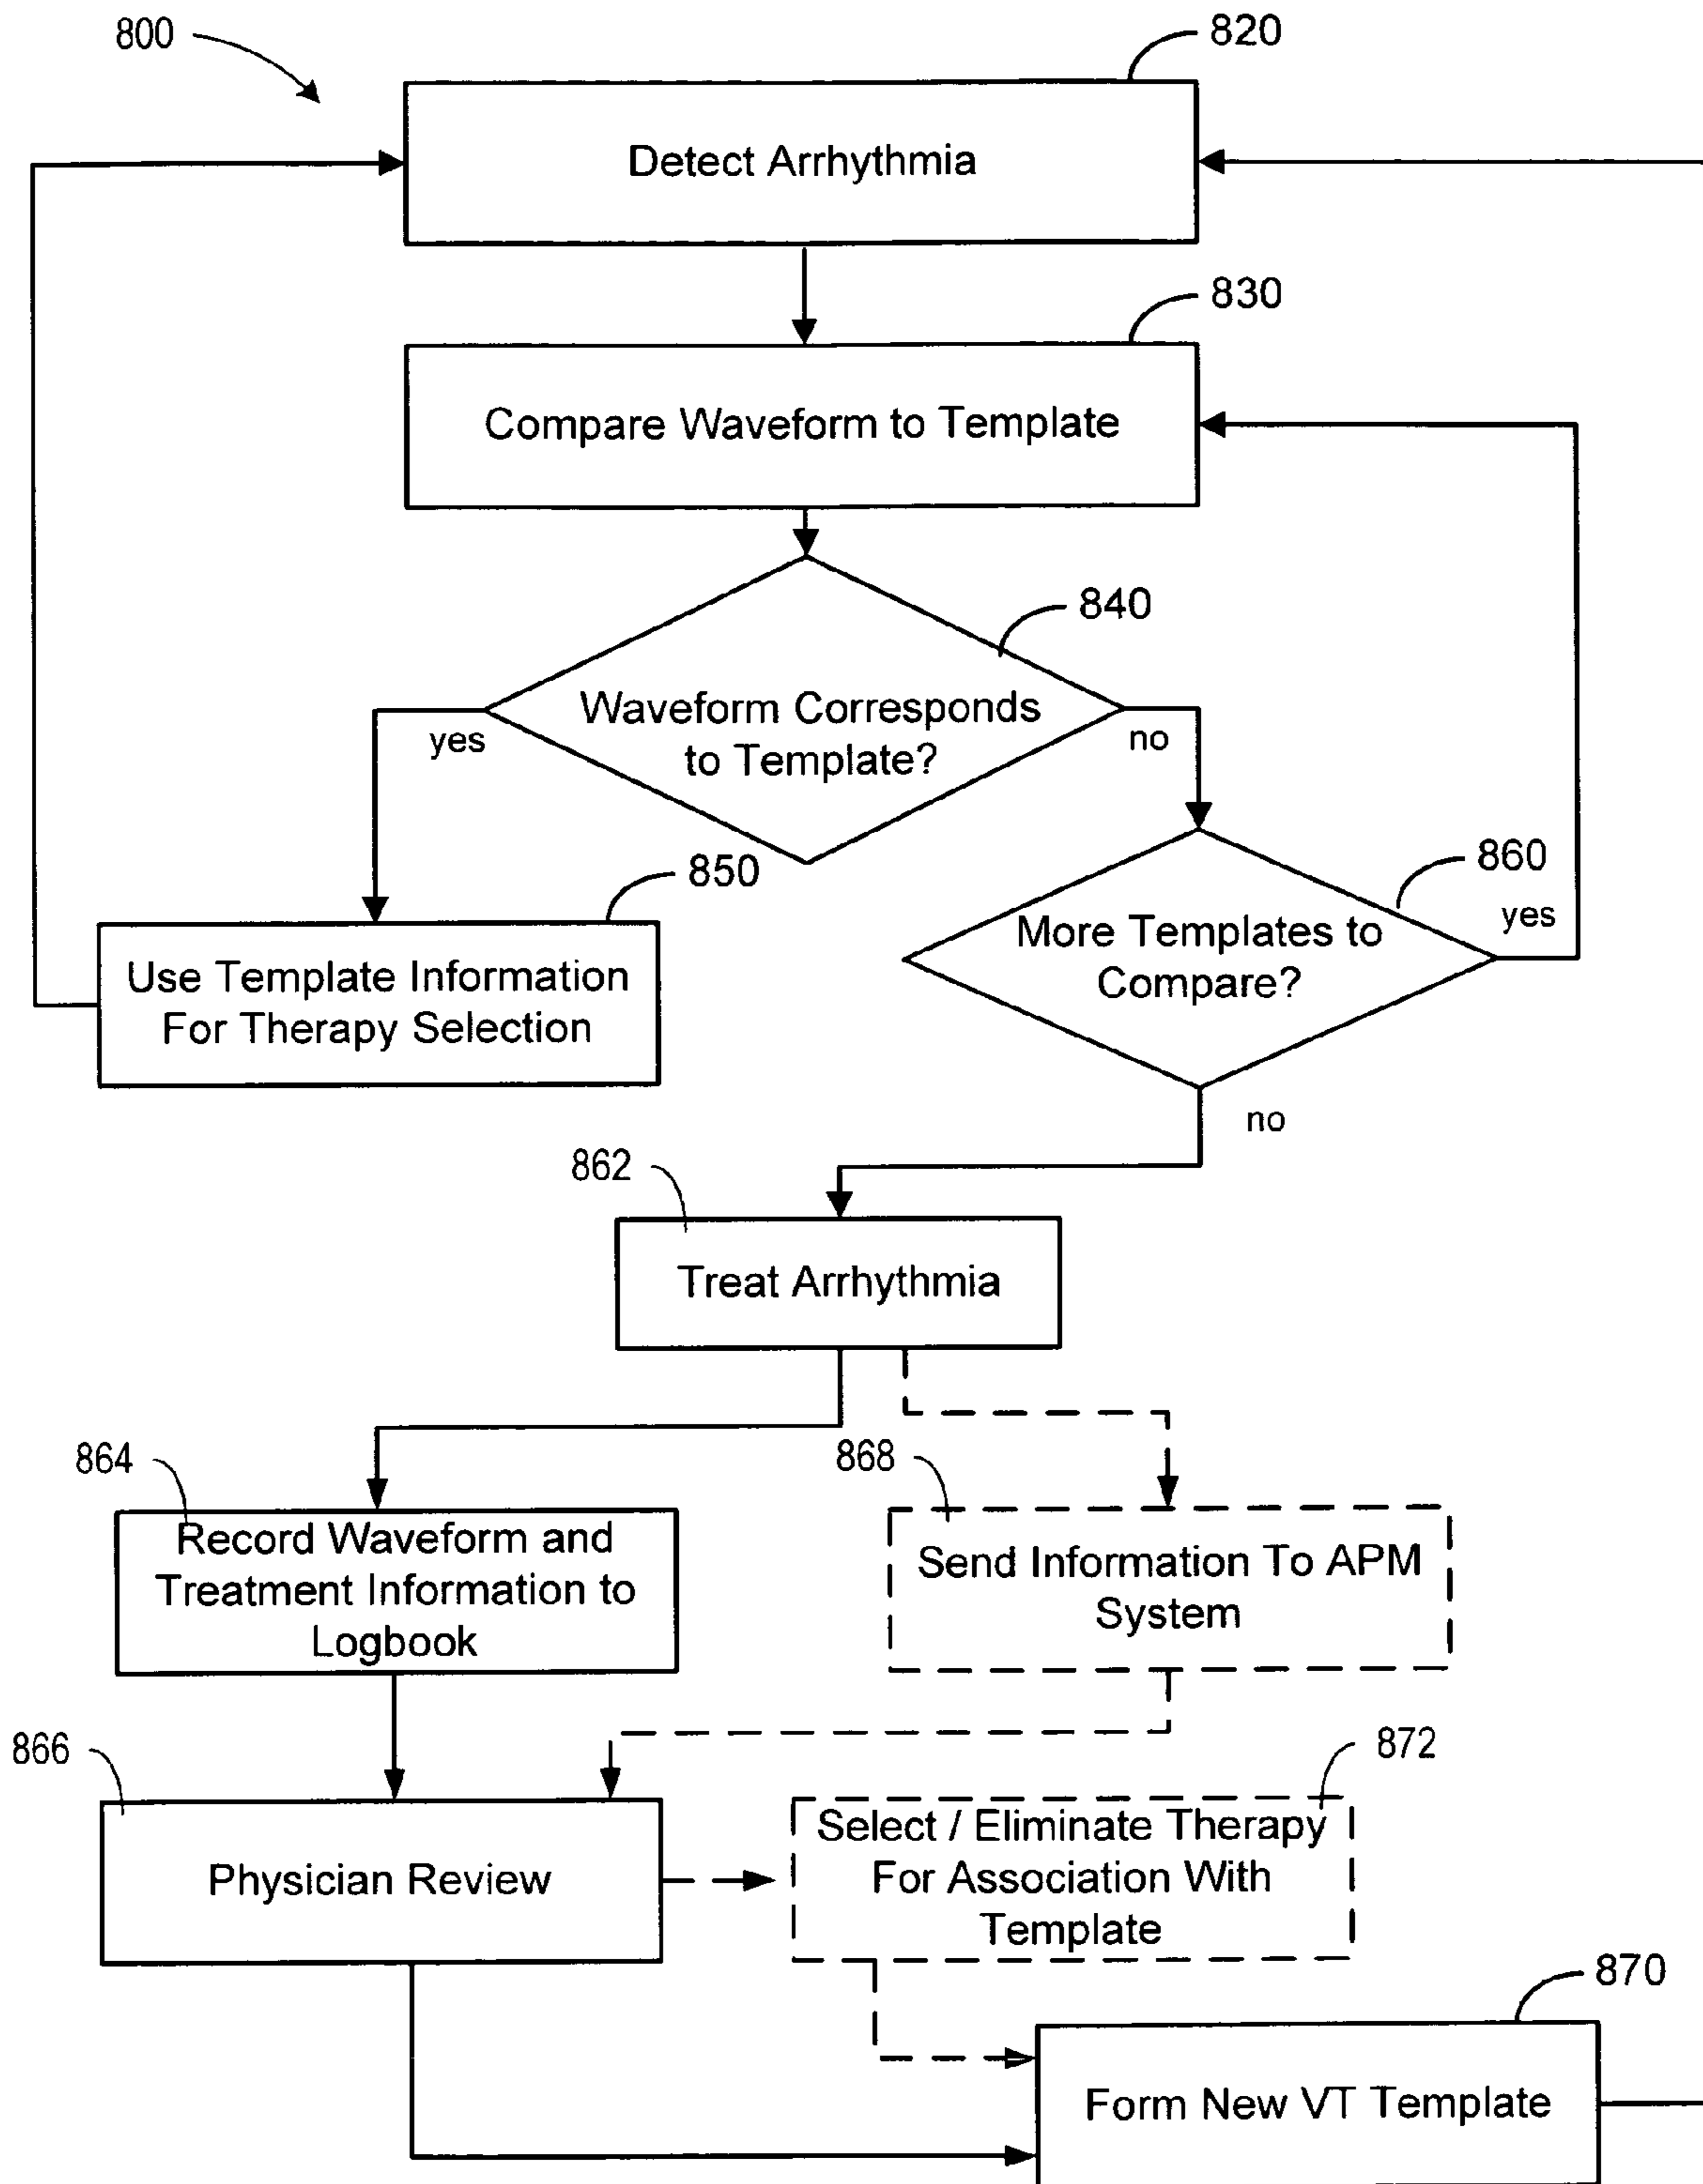 800
820
Detect Arrhythmia
830
Compare Waveform to Template
840
Waveform Corresponds
to Template?
yes
no
850
860
Use Template Information
For Therapy Selection
More Templates to
Compare?
yes
no
862
Treat Arrhythmia
864
868
Record Waveform and
Treatment Information to
Logbook
Send Information To APM
System
866
872
Physician Review
Select / Eliminate Therapy
For Association With
Template
870
Form New VT Template